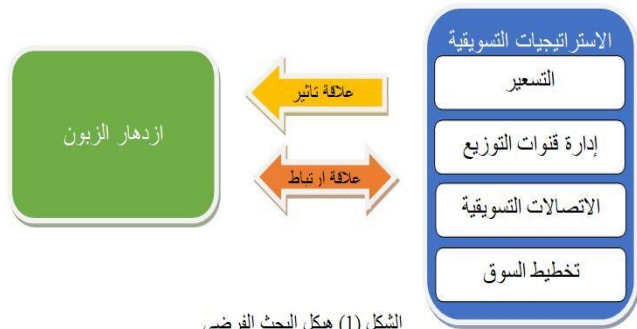 الاستراتيجيات التسويقية
التسعير
إدارة قنوات التوزيع
الاتصالات التسويقية
تخطيط السوق
علاقة تاثير
علاقة ارتباط
ازدهار الزبون
الشكل (1) هيكل البحث الفرضي